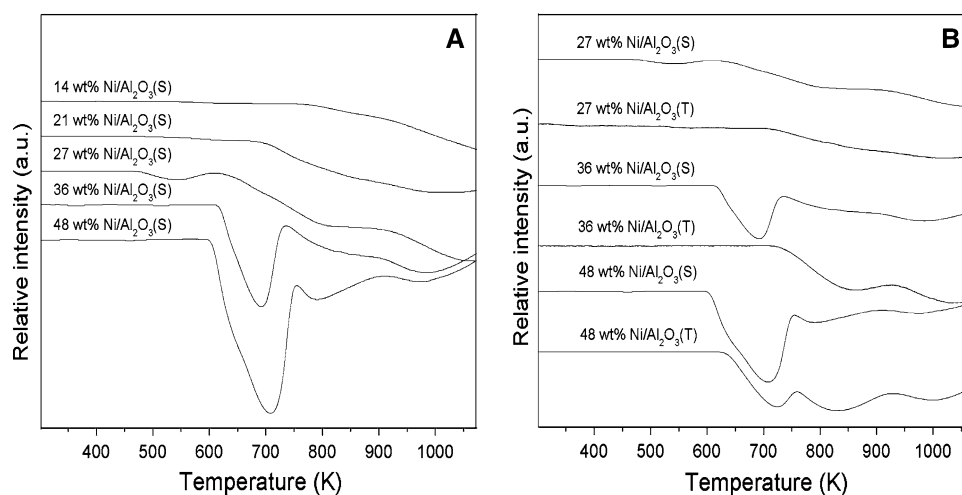 A
14 wt% Ni/Al₂O₃(S)
21 wt% Ni/Al₂O₃(S)
27 wt% Ni/Al₂O₃(S)
36 wt% Ni/Al₂O₃(S)
48 wt% Ni/Al₂O₃(S)
Relative intensity (a.u.)
400 500 600 700 800 900 1000
Temperature (K)
B
27 wt% Ni/Al₂O₃(S)
27 wt% Ni/Al₂O₃(T)
36 wt% Ni/Al₂O₃(S)
36 wt% Ni/Al₂O₃(T)
48 wt% Ni/Al₂O₃(S)
48 wt% Ni/Al₂O₃(T)
Relative intensity (a.u.)
400 500 600 700 800 900 1000
Temperature (K)